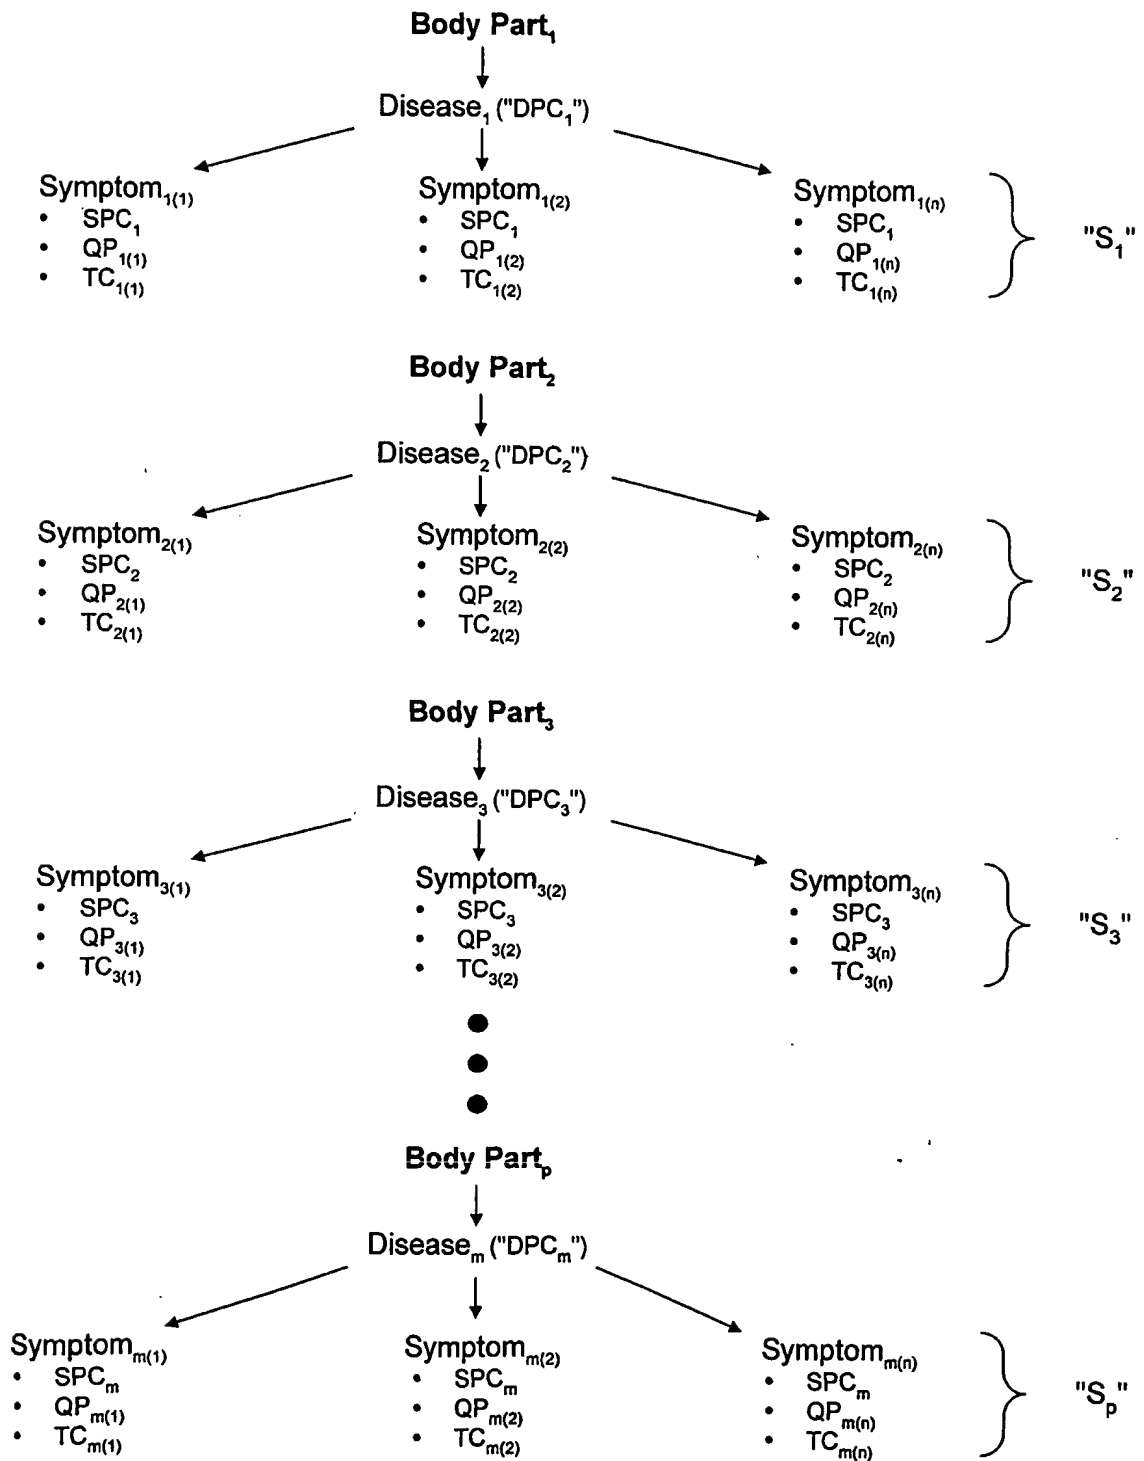 Body Part₁
Disease₁ ("DPC₁")
Symptom₁₍₁₎ Symptom₁₍₂₎ Symptom₁₍ₙ₎
• SPC₁ • SPC₁ • SPC₁
• QP₁₍₁₎ • QP₁₍₂₎ • QP₁₍ₙ₎
• TC₁₍₁₎ • TC₁₍₂₎ • TC₁₍ₙ₎
"S₁"
Body Part₂
Disease₂ ("DPC₂")
Symptom₂₍₁₎ Symptom₂₍₂₎ Symptom₂₍ₙ₎
• SPC₂ • SPC₂ • SPC₂
• QP₂₍₁₎ • QP₂₍₂₎ • QP₂₍ₙ₎
• TC₂₍₁₎ • TC₂₍₂₎ • TC₂₍ₙ₎
"S₂"
Body Part₃
Disease₃ ("DPC₃")
Symptom₃₍₁₎ Symptom₃₍₂₎ Symptom₃₍ₙ₎
• SPC₃ • SPC₃ • SPC₃
• QP₃₍₁₎ • QP₃₍₂₎ • QP₃₍ₙ₎
• TC₃₍₁₎ • TC₃₍₂₎ • TC₃₍ₙ₎
"S₃"
Body Partₚ
Diseaseₘ ("DPCₘ")
Symptomₘ₍₁₎ Symptomₘ₍₂₎ Symptomₘ₍ₙ₎
• SPCₘ • SPCₘ • SPCₘ
• QPₘ₍₁₎ • QPₘ₍₂₎ • QPₘ₍ₙ₎
• TCₘ₍₁₎ • TCₘ₍₂₎ • TCₘ₍ₙ₎
"Sₚ"